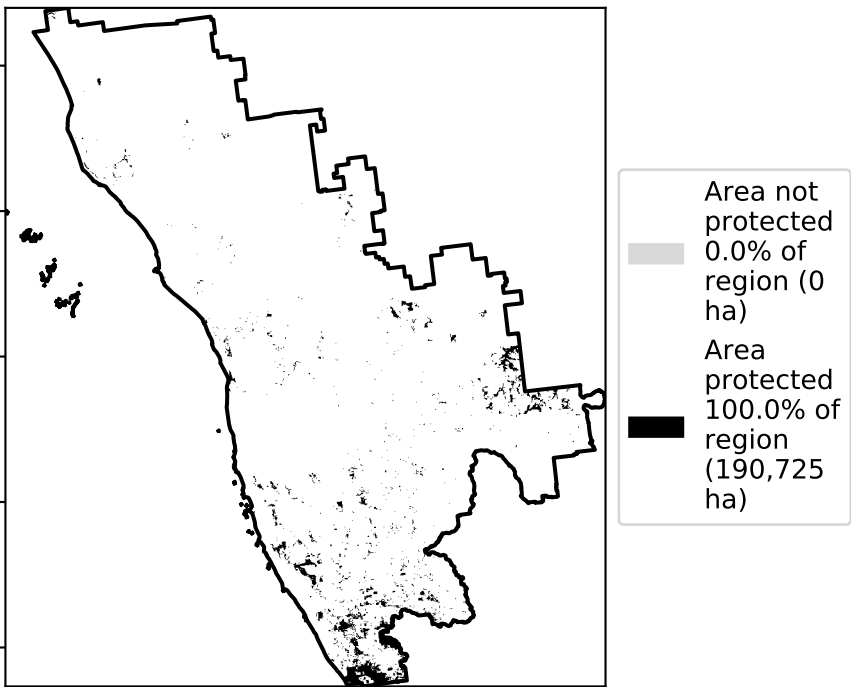 Area not
protected
0.0% of
region (0
ha)
Area
protected
100.0% of
region
(190,725
ha)